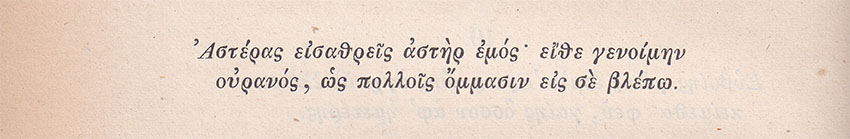 Ἀστέρας εἰσαθρεῖς ἀστὴρ ἐμός· εἴθε γενοίμην
οὐρανός, ὡς πολλοῖς ὄμμασιν εἰς σὲ βλέπω.